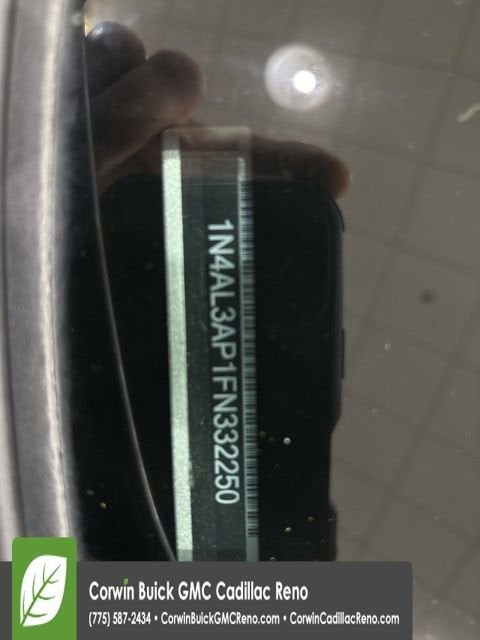 1N4AL3AP1FN332250
Corwin Buick GMC Cadillac Reno
(775) 587-2434 • CorwinBuickGMCReno.com • CorwinCadillacReno.com